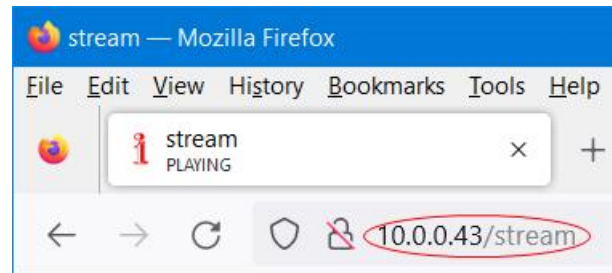 stream — Mozilla Firefox
File Edit View History Bookmarks Tools Help
stream
PLAYING
10.0.0.43/stream